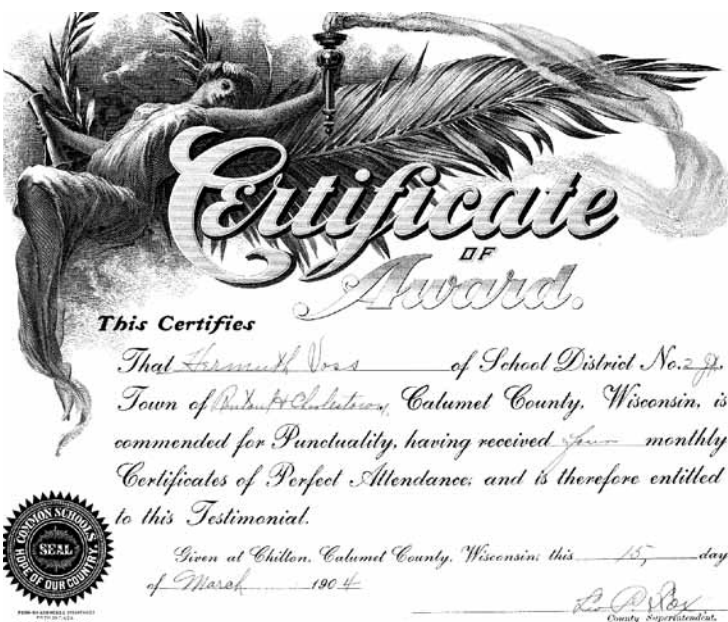 Certificate
OF
Award.
This Certifies
That Hermuth Voss of School District No. 2 Jt.
Town of & Charlestown, Calumet County, Wisconsin, is
commended for Punctuality, having received four monthly
Certificates of Perfect Attendance; and is therefore entitled
to this Testimonial.
Given at Chilton, Calumet County, Wisconsin; this 15, day
of March 1904
County Superintendent.
COMMON SCHOOLS
SEAL
HOPE OF OUR COUNTRY.